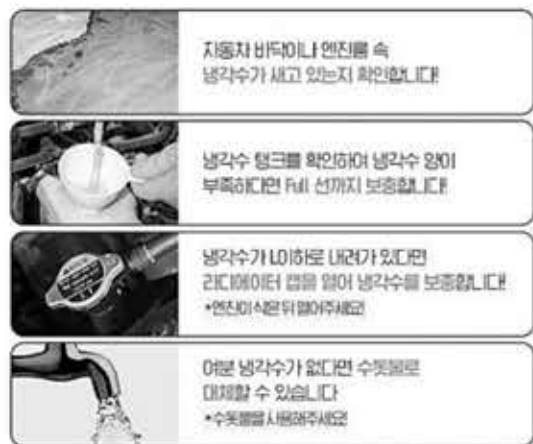 자동차 바닥이나 엔진룸 속
냉각수가 새고 있는지 확인합니다!
냉각수 탱크를 확인하여 냉각수 양이
부족하다면 Full 선까지 보충합니다!
냉각수가 LO이하로 내려가 있다면
라디에이터 캡을 열어 냉각수를 보충합니다!
*엔진이 식은 뒤 열어주세요!
여분 냉각수가 없다면 수돗물로
대체할 수 있습니다
*수돗물을 사용해주세요!